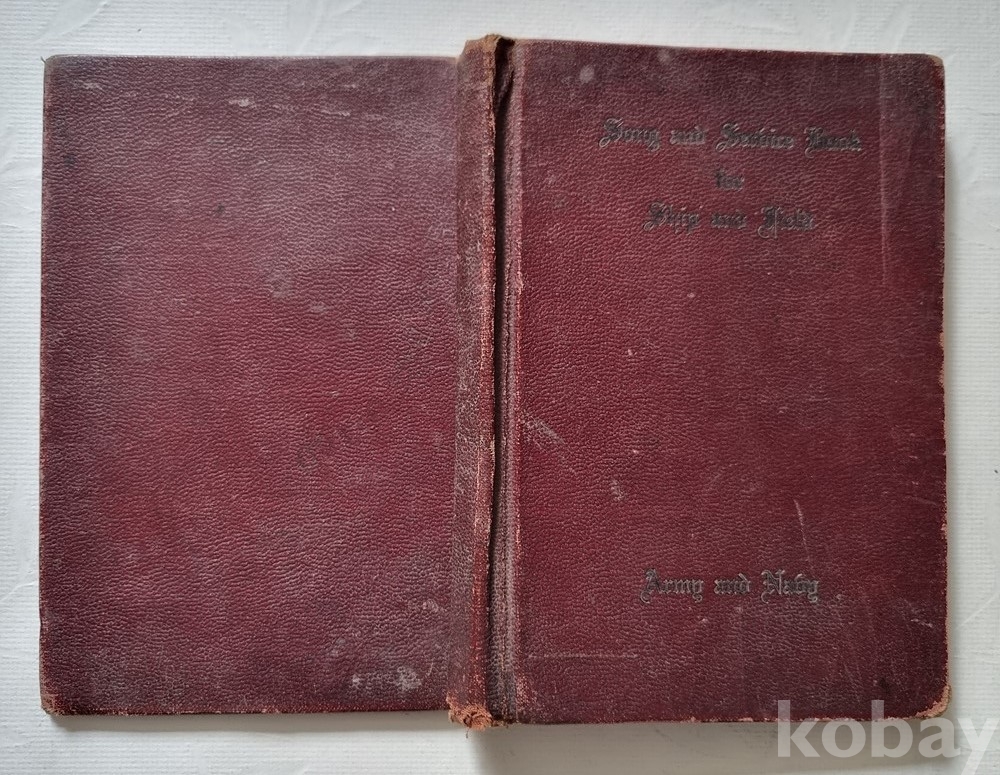 Song and Service Book
for
Ship and Field
Army and Navy
kobay